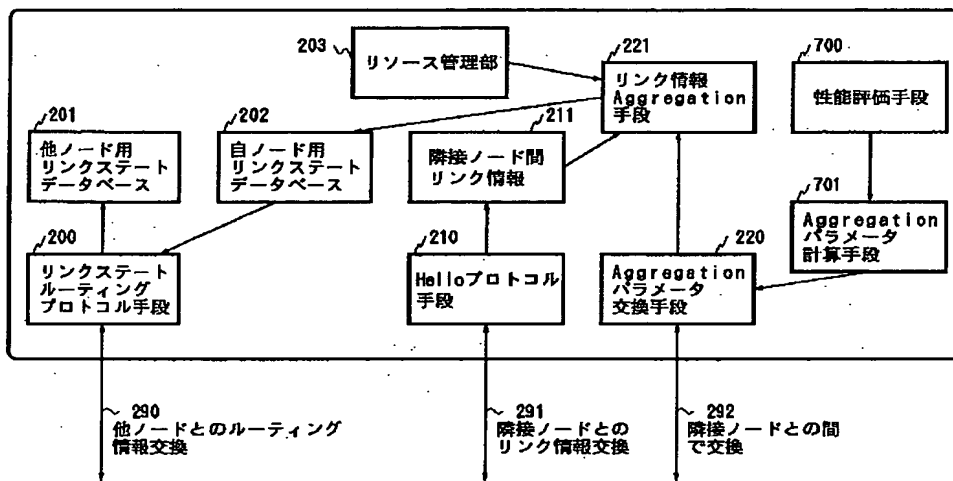 203
リソース管理部
221
リンク情報
Aggregation
手段
700
性能評価手段
201
他ノード用
リンクステート
データベース
202
自ノード用
リンクステート
データベース
211
隣接ノード間
リンク情報
701
Aggregation
パラメータ
計算手段
200
リンクステート
ルーティング
プロトコル手段
210
Helloプロトコル
手段
220
Aggregation
パラメータ
交換手段
290
他ノードとのルーティング
情報交換
291
隣接ノードとの
リンク情報交換
292
隣接ノードとの間
で交換